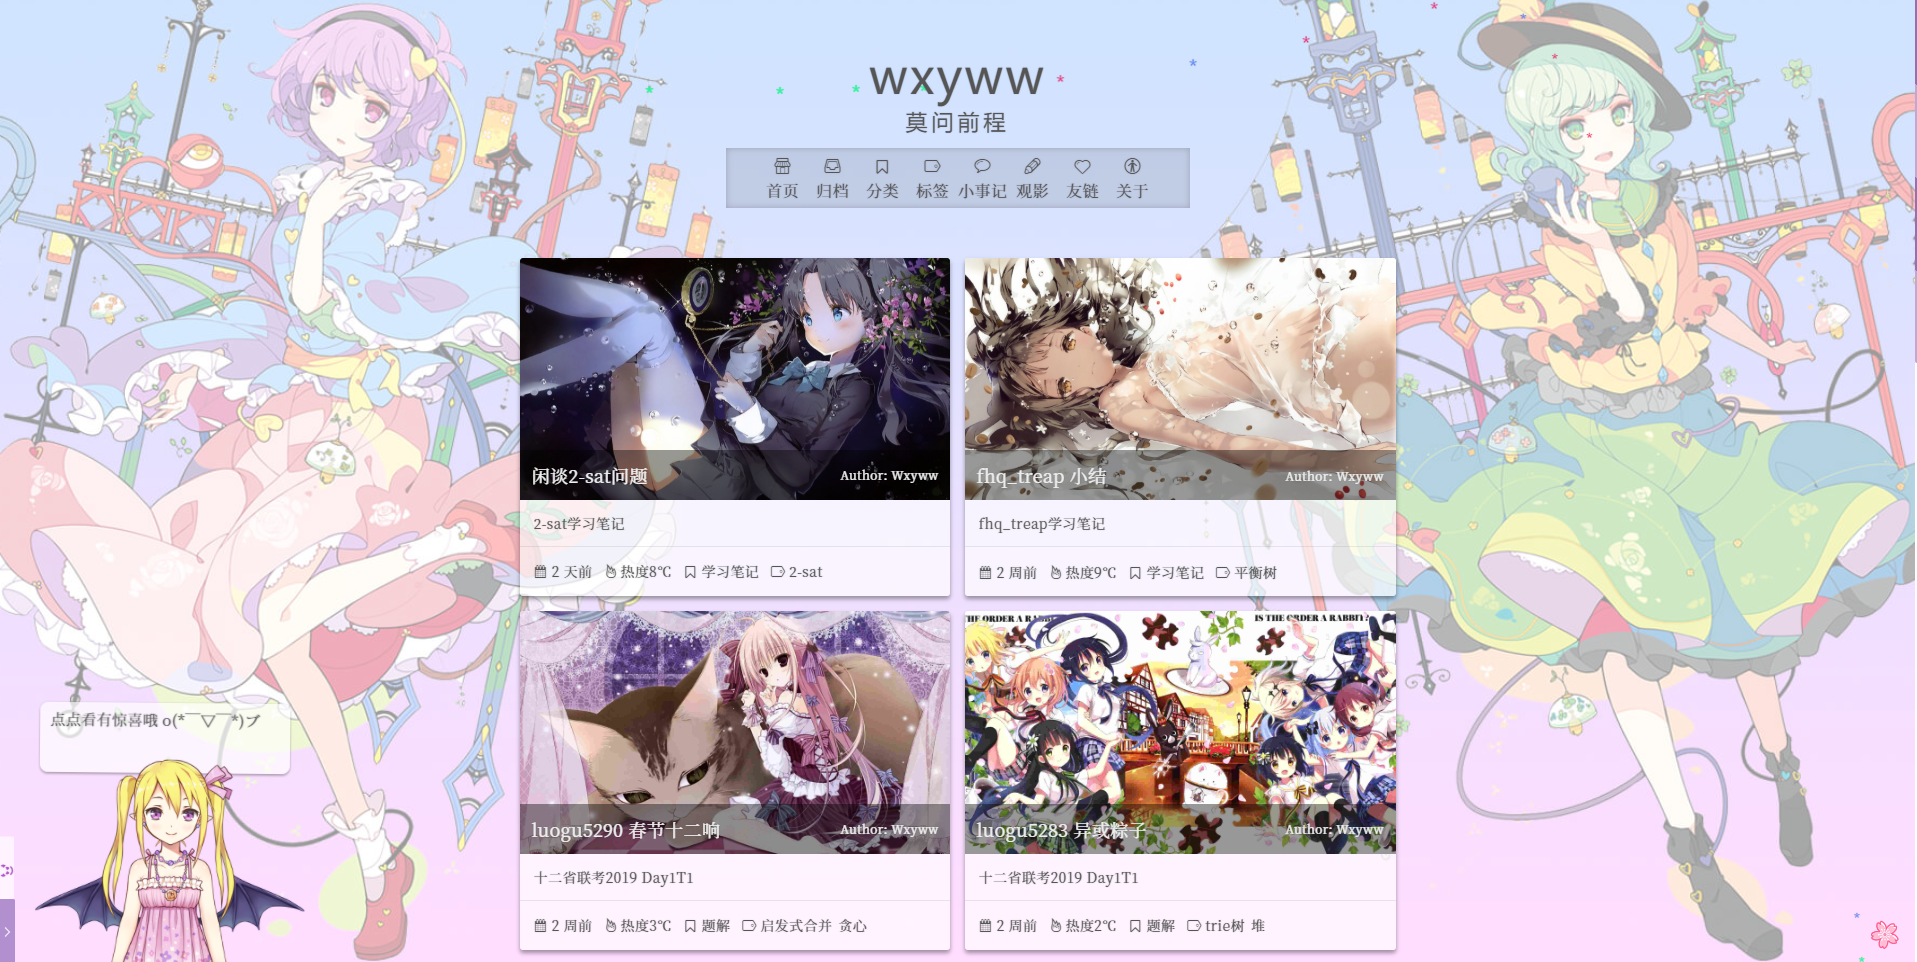 wxyww
莫问前程
首页 归档 分类 标签 小事记 观影 友链 关于
闲谈2-sat问题 Author: Wxyww
2-sat学习笔记
2 天前 热度8℃ 学习笔记 2-sat
fhq_treap 小结 Author: Wxyww
fhq_treap学习笔记
2 周前 热度9℃ 学习笔记 平衡树
luogu5290 春节十二响 Author: Wxyww
十二省联考2019 Day1T1
2 周前 热度3℃ 题解 启发式合并 贪心
IS THE ORDER A RABBIT?
luogu5283 异或粽子 Author: Wxyww
十二省联考2019 Day1T1
2 周前 热度2℃ 题解 trie树 堆
点点看有惊喜哦 o(*￣▽￣*)ブ